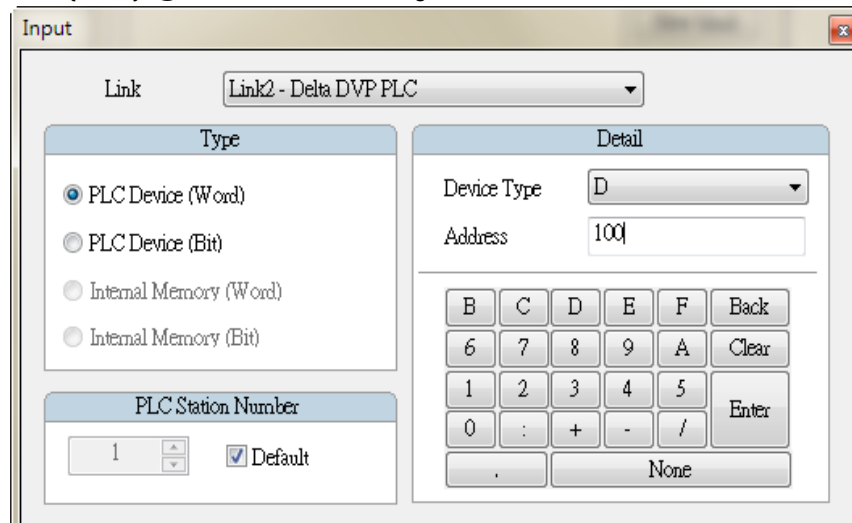 Input
Link Link2 - Delta DVP PLC
Type
PLC Device (Word)
PLC Device (Bit)
Internal Memory (Word)
Internal Memory (Bit)
PLC Station Number
1 Default
Detail
Device Type D
Address 100
B C D E F Back
6 7 8 9 A Clear
1 2 3 4 5 Enter
0 : + - /
. None